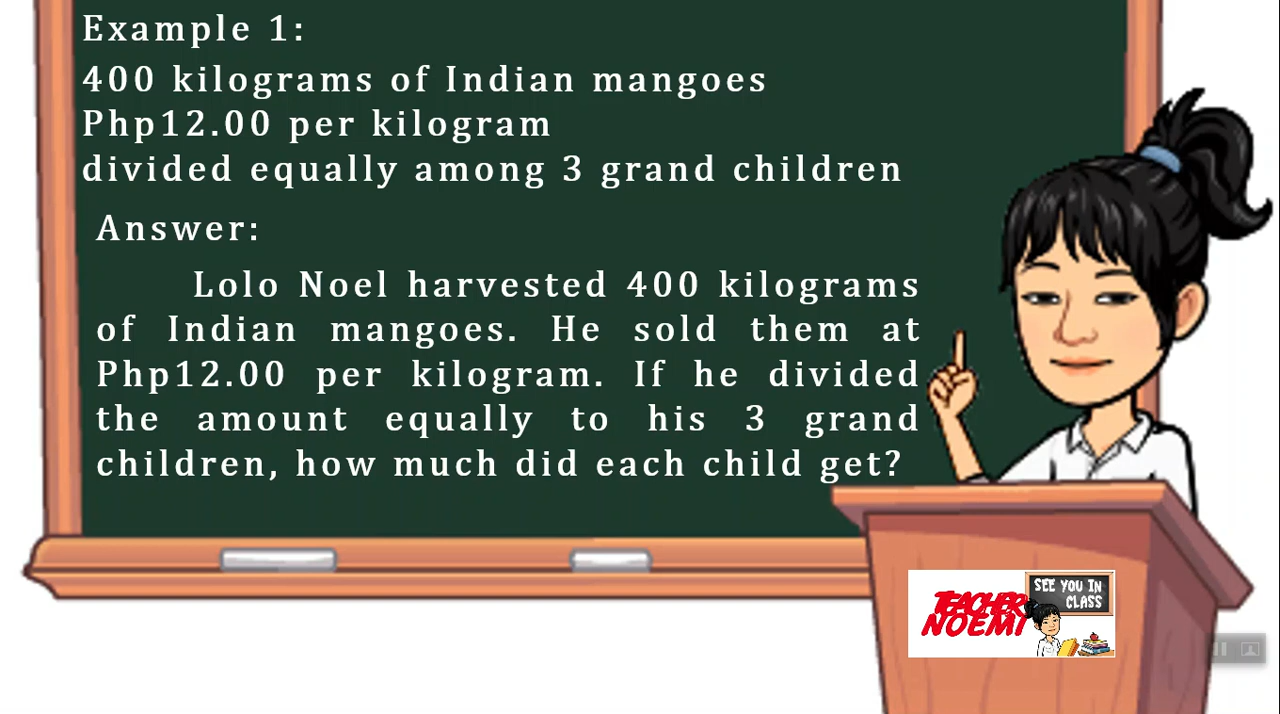 Example 1:
400 kilograms of Indian mangoes
Php12.00 per kilogram
divided equally among 3 grand children
Answer:
Lolo Noel harvested 400 kilograms
of Indian mangoes. He sold them at
Php12.00 per kilogram. If he divided
the amount equally to his 3 grand
children, how much did each child get?
SEE YOU IN
CLASS
TEACHER
NOEMI